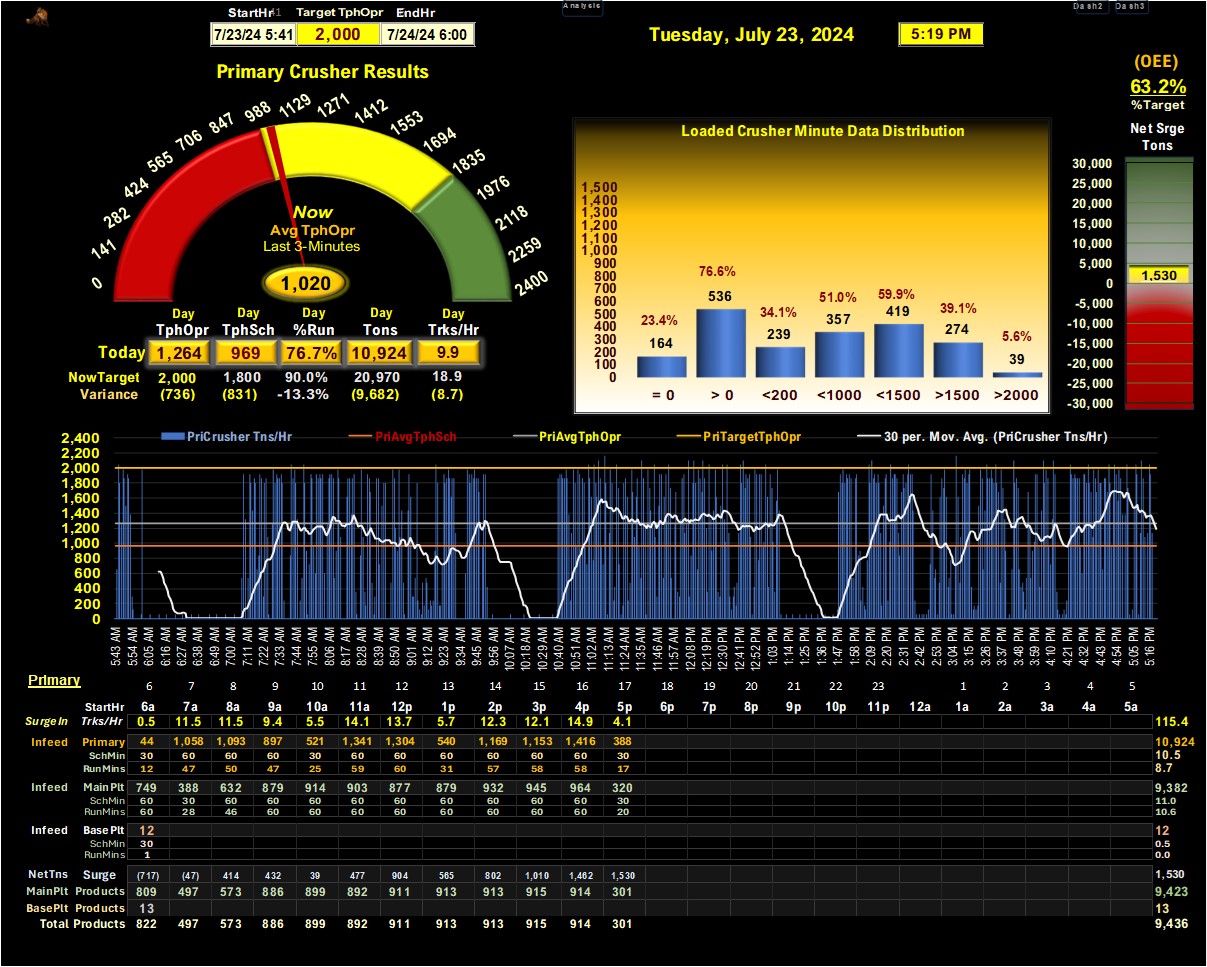 StartHr Target TphOpr EndHr
7/23/24 5:41 2,000 7/24/24 6:00
Analysis
Dash2 Dash3
Tuesday, July 23, 2024 5:19 PM
(OEE)
63.2%
%Target
Net Srge
Tons
30,000
25,000
20,000
15,000
10,000
5,000
1,530
0
-5,000
-10,000
-15,000
-20,000
-25,000
-30,000
Primary Crusher Results
0 141 282 424 565 706 847 988 1129 1271 1412 1553 1694 1835 1976 2118 2259 2400
Now
Avg TphOpr
Last 3-Minutes
1,020
Day Day Day Day Day
TphOpr TphSch %Run Tons Trks/Hr
Today 1,264 969 76.7% 10,924 9.9
NowTarget 2,000 1,800 90.0% 20,970 18.9
Variance (736) (831) -13.3% (9,682) (8.7)
Loaded Crusher Minute Data Distribution
1,500
1,400
1,300
1,200
1,100
1,000
900
800
700
600
500
400
300
200
100
0
23.4% 76.6% 34.1% 51.0% 59.9% 39.1% 5.6%
164 536 239 357 419 274 39
= 0 > 0 <200 <1000 <1500 >1500 >2000
PriCrusher Tns/Hr PriAvgTphSch PriAvgTphOpr PriTargetTphOpr 30 per. Mov. Avg. (PriCrusher Tns/Hr)
2,400
2,200
2,000
1,800
1,600
1,400
1,200
1,000
800
600
400
200
0
5:43 AM 5:54 AM 6:05 AM 6:16 AM 6:27 AM 6:38 AM 6:49 AM 7:00 AM 7:11 AM 7:22 AM 7:33 AM 7:44 AM 7:55 AM 8:06 AM 8:17 AM 8:28 AM 8:39 AM 8:50 AM 9:01 AM 9:12 AM 9:23 AM 9:34 AM 9:45 AM 9:56 AM 10:07 AM 10:18 AM 10:29 AM 10:40 AM 10:51 AM 11:02 AM 11:13 AM 11:24 AM 11:35 AM 11:46 AM 11:57 AM 12:08 PM 12:19 PM 12:30 PM 12:41 PM 12:52 PM 1:03 PM 1:14 PM 1:25 PM 1:36 PM 1:47 PM 1:58 PM 2:09 PM 2:20 PM 2:31 PM 2:42 PM 2:53 PM 3:04 PM 3:15 PM 3:26 PM 3:37 PM 3:48 PM 3:59 PM 4:10 PM 4:21 PM 4:32 PM 4:43 PM 4:54 PM 5:05 PM 5:16 PM
Primary
6 7 8 9 10 11 12 13 14 15 16 17 18 19 20 21 22 23 1 2 3 4 5
StartHr 6a 7a 8a 9a 10a 11a 12p 1p 2p 3p 4p 5p 6p 7p 8p 9p 10p 11p 12a 1a 2a 3a 4a 5a
SurgeIn Trks/Hr 0.5 11.5 11.5 9.4 5.5 14.1 13.7 5.7 12.3 12.1 14.9 4.1 115.4
Infeed Primary 44 1,058 1,093 897 521 1,341 1,304 540 1,169 1,153 1,416 388 10,924
SchMin 30 60 60 60 30 60 60 60 60 60 60 30 10.5
RunMins 12 47 50 47 25 59 60 31 57 58 58 17 8.7
Infeed MainPlt 749 388 632 879 914 903 877 879 932 945 964 320 9,382
SchMin 60 30 60 60 60 60 60 60 60 60 60 30 11.0
RunMins 60 28 46 60 60 60 60 60 60 60 60 20 10.6
Infeed Base Plt 12 12
SchMin 30 0.5
RunMins 1 0.0
NetTns Surge (717) (47) 414 432 39 477 904 565 802 1,010 1,462 1,530 1,530
MainPlt Products 809 497 573 886 899 892 911 913 913 915 914 301 9,423
BasePlt Products 13 13
Total Products 822 497 573 886 899 892 911 913 913 915 914 301 9,436